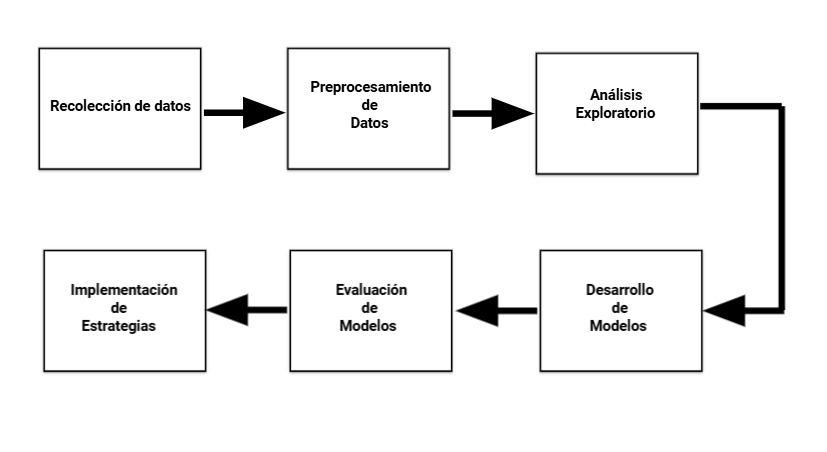 Recolección de datos
Preprocesamiento
de
Datos
Análisis
Exploratorio
Desarrollo
de
Modelos
Evaluación
de
Modelos
Implementación
de
Estrategias